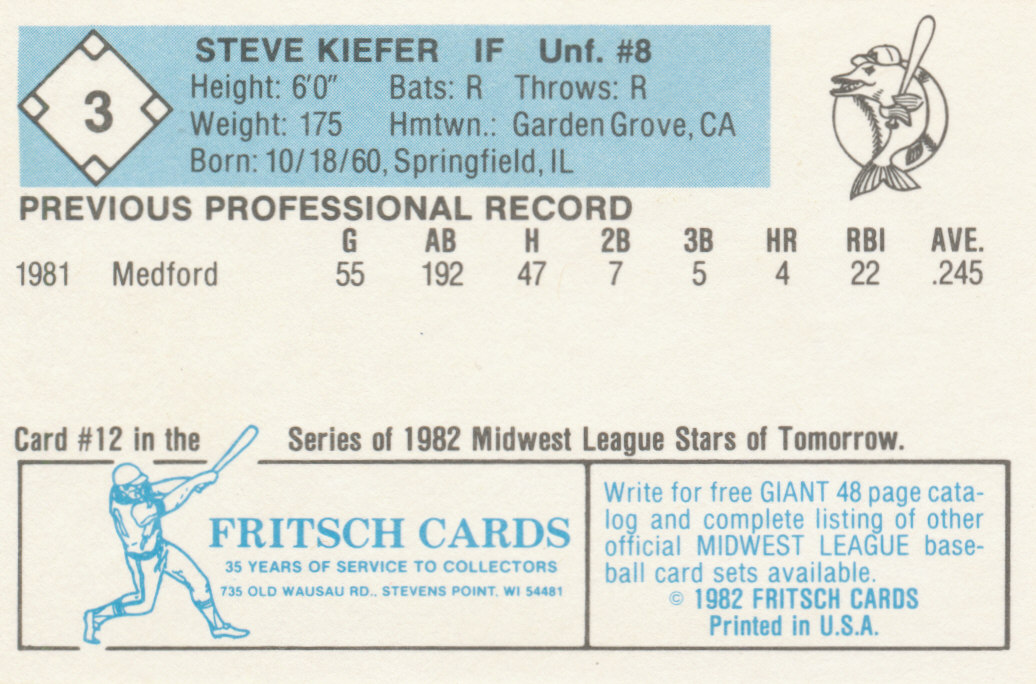 3
STEVE KIEFER IF Unf. #8
Height: 6'0" Bats: R Throws: R
Weight: 175 Hmtwn.: Garden Grove, CA
Born: 10/18/60, Springfield, IL
PREVIOUS PROFESSIONAL RECORD
G AB H 2B 3B HR RBI AVE.
1981 Medford 55 192 47 7 5 4 22 .245
Card #12 in the Series of 1982 Midwest League Stars of Tomorrow.
FRITSCH CARDS
35 YEARS OF SERVICE TO COLLECTORS
735 OLD WAUSAU RD., STEVENS POINT, WI 54481
Write for free GIANT 48 page cata-
log and complete listing of other
official MIDWEST LEAGUE base-
ball card sets available.
© 1982 FRITSCH CARDS
Printed in U.S.A.